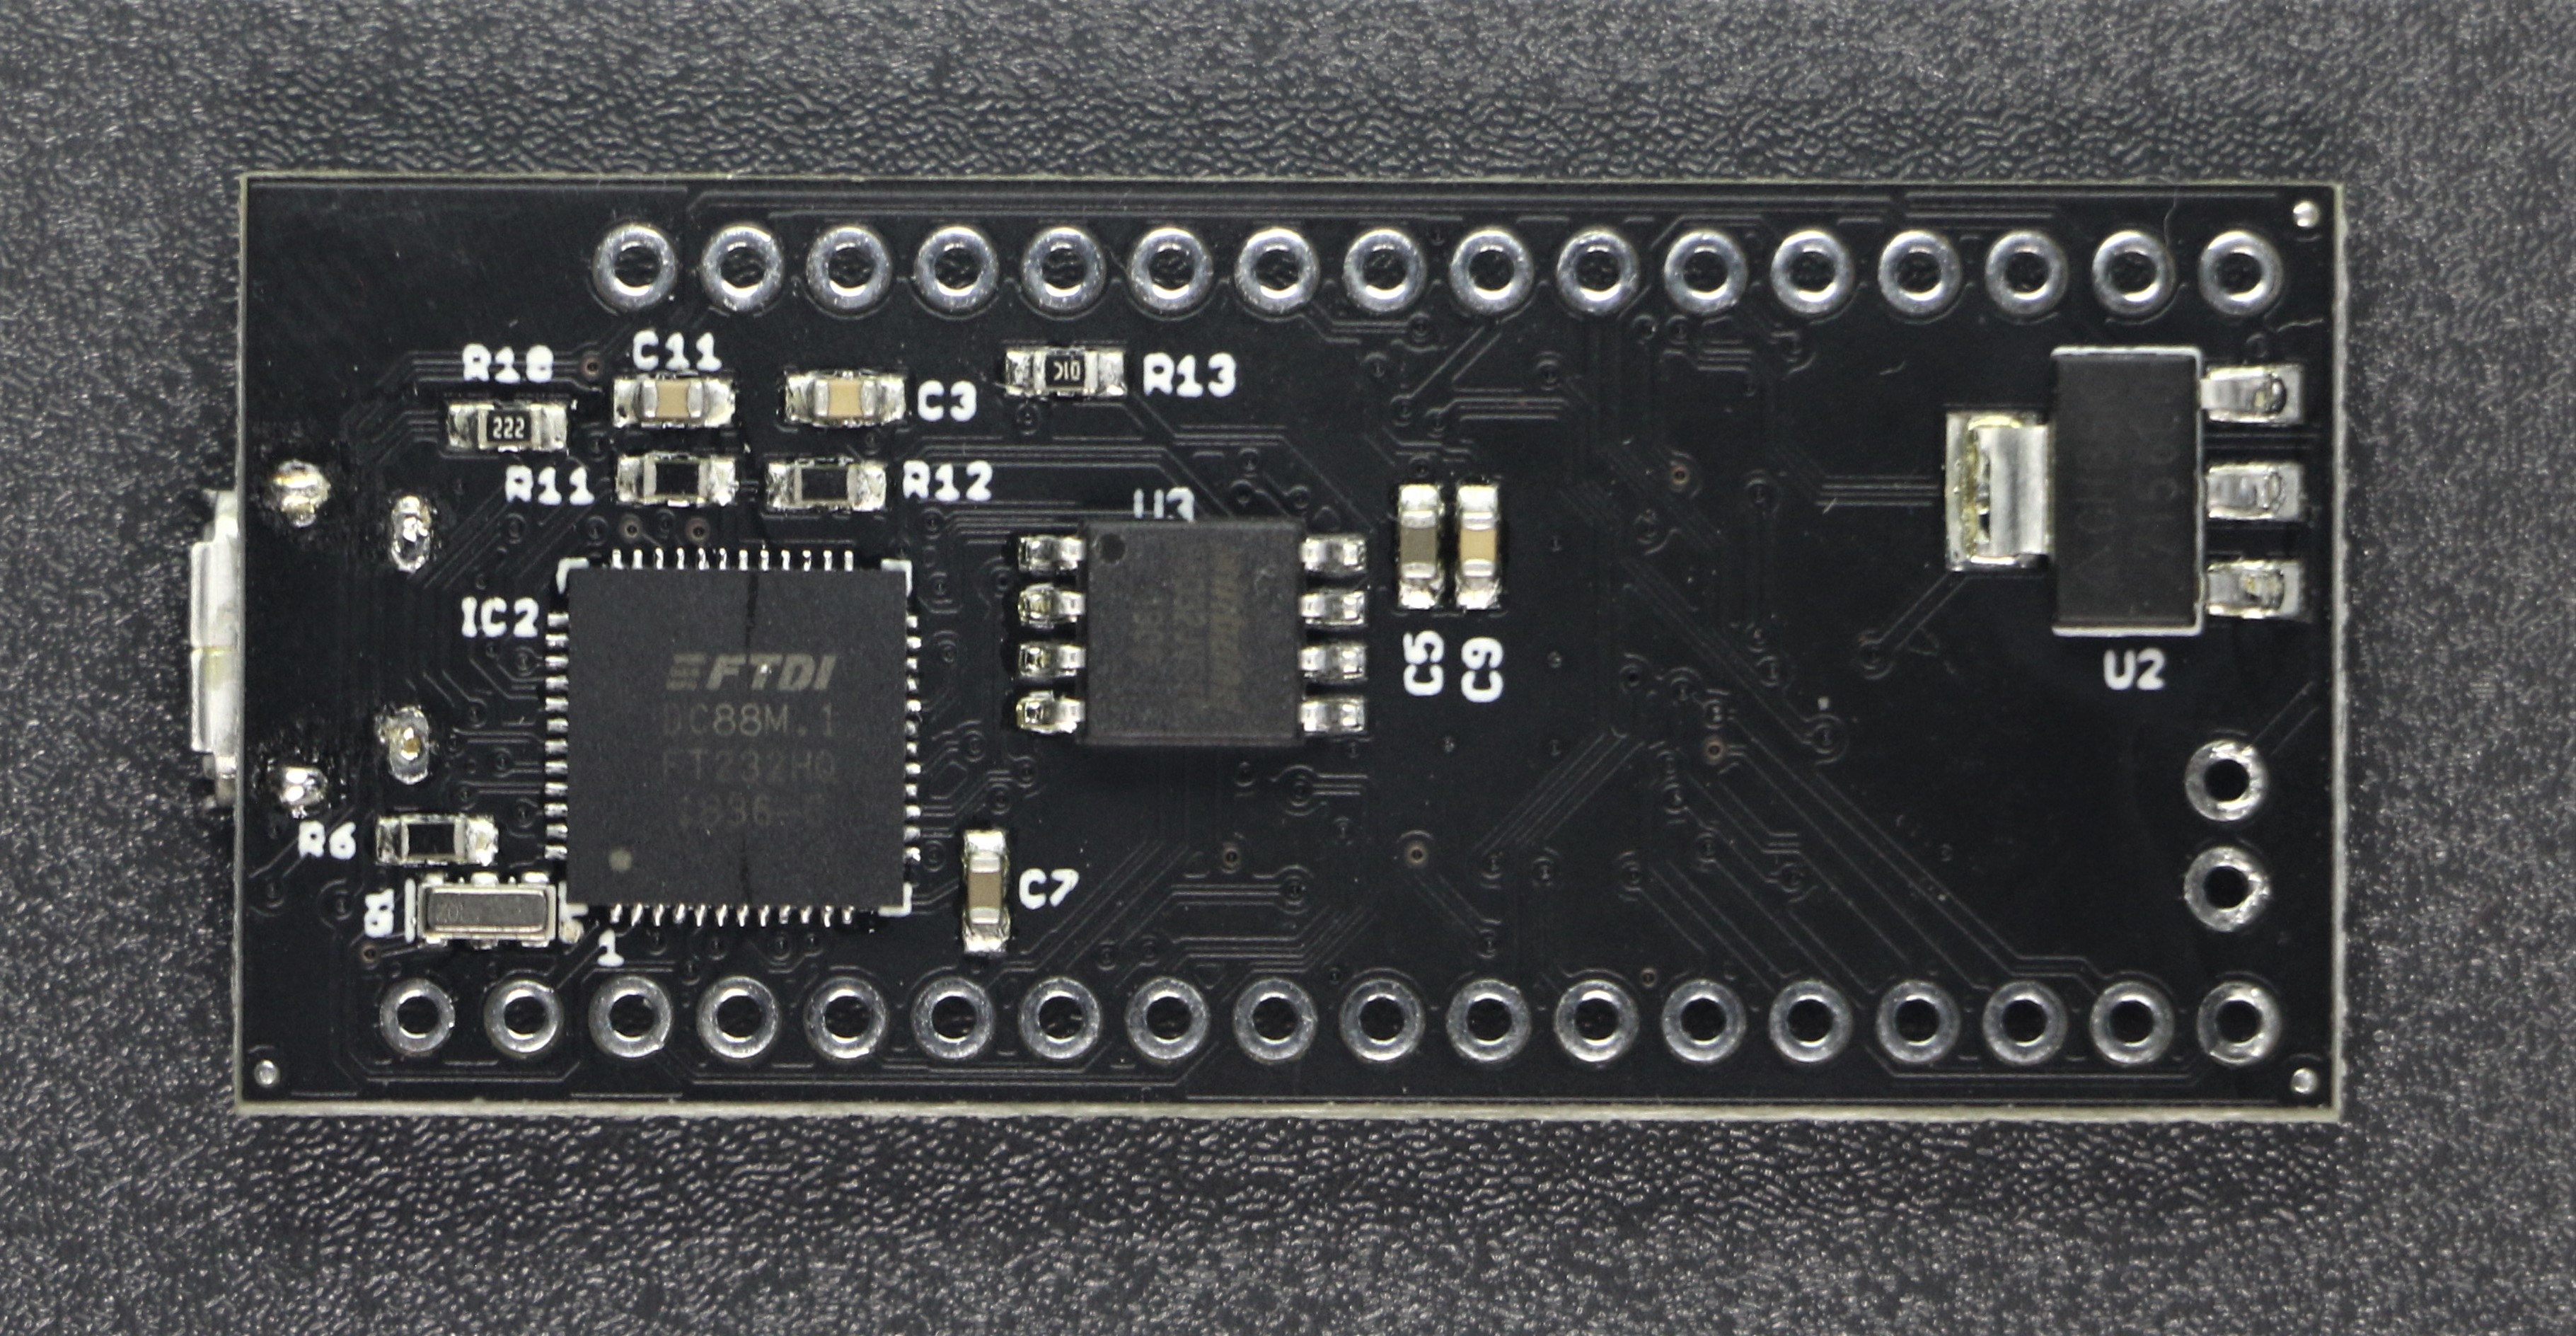 C11
R10
C3
R13
222
01C
R11
R12
U3
IC2
FTDI
DC88M.1
FT232HQ
C5
C9
U2
R6
C7
1